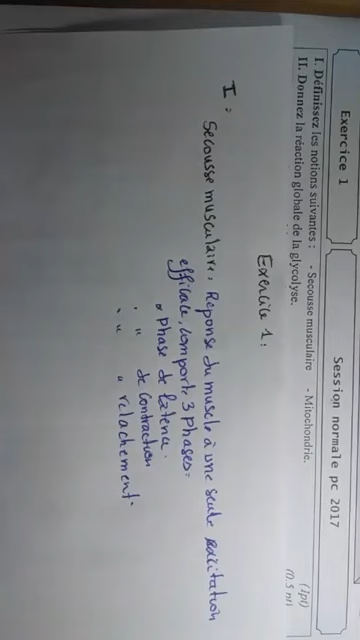 Exercice 1
Session normale pc 2017
I. Définissez les notions suivantes : - Secousse musculaire - Mitochondrie. (1pt)
II. Donnez la réaction globale de la glycolyse. (0.5 pt)
Exercice 1 :
I :
Secousse musculaire : Réponse du muscle à une seule excitation
efficace, comporte 3 phases :
* Phase de latence.
" " de contraction
" " " relachement.